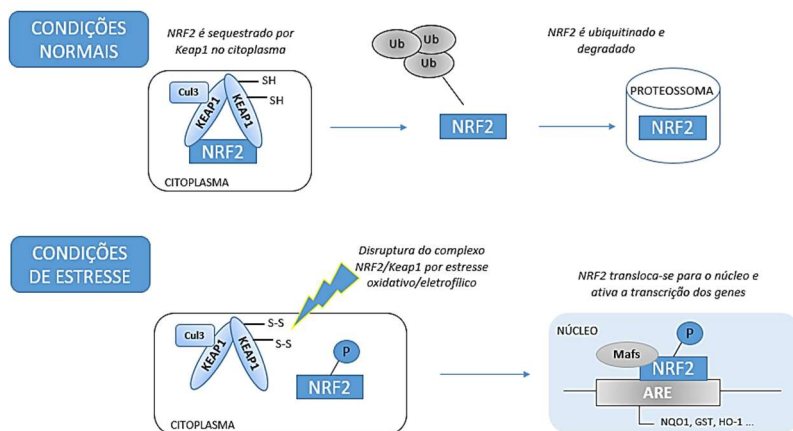 CONDIÇÕES
NORMAIS
NRF2 é sequestrado por
Keap1 no citoplasma
Cul3
KEAP1
KEAP1
SH
SH
NRF2
CITOPLASMA
Ub
Ub
Ub
NRF2
NRF2 é ubiquitinado e
degradado
PROTEOSSOMA
NRF2
CONDIÇÕES
DE ESTRESSE
Disruptura do complexo
NRF2/Keap1 por estresse
oxidativo/eletrofílico
Cul3
KEAP1
KEAP1
S-S
S-S
P
NRF2
CITOPLASMA
NRF2 transloca-se para o núcleo e
ativa a transcrição dos genes
NÚCLEO
P
Mafs
NRF2
ARE
NQO1, GST, HO-1 ...